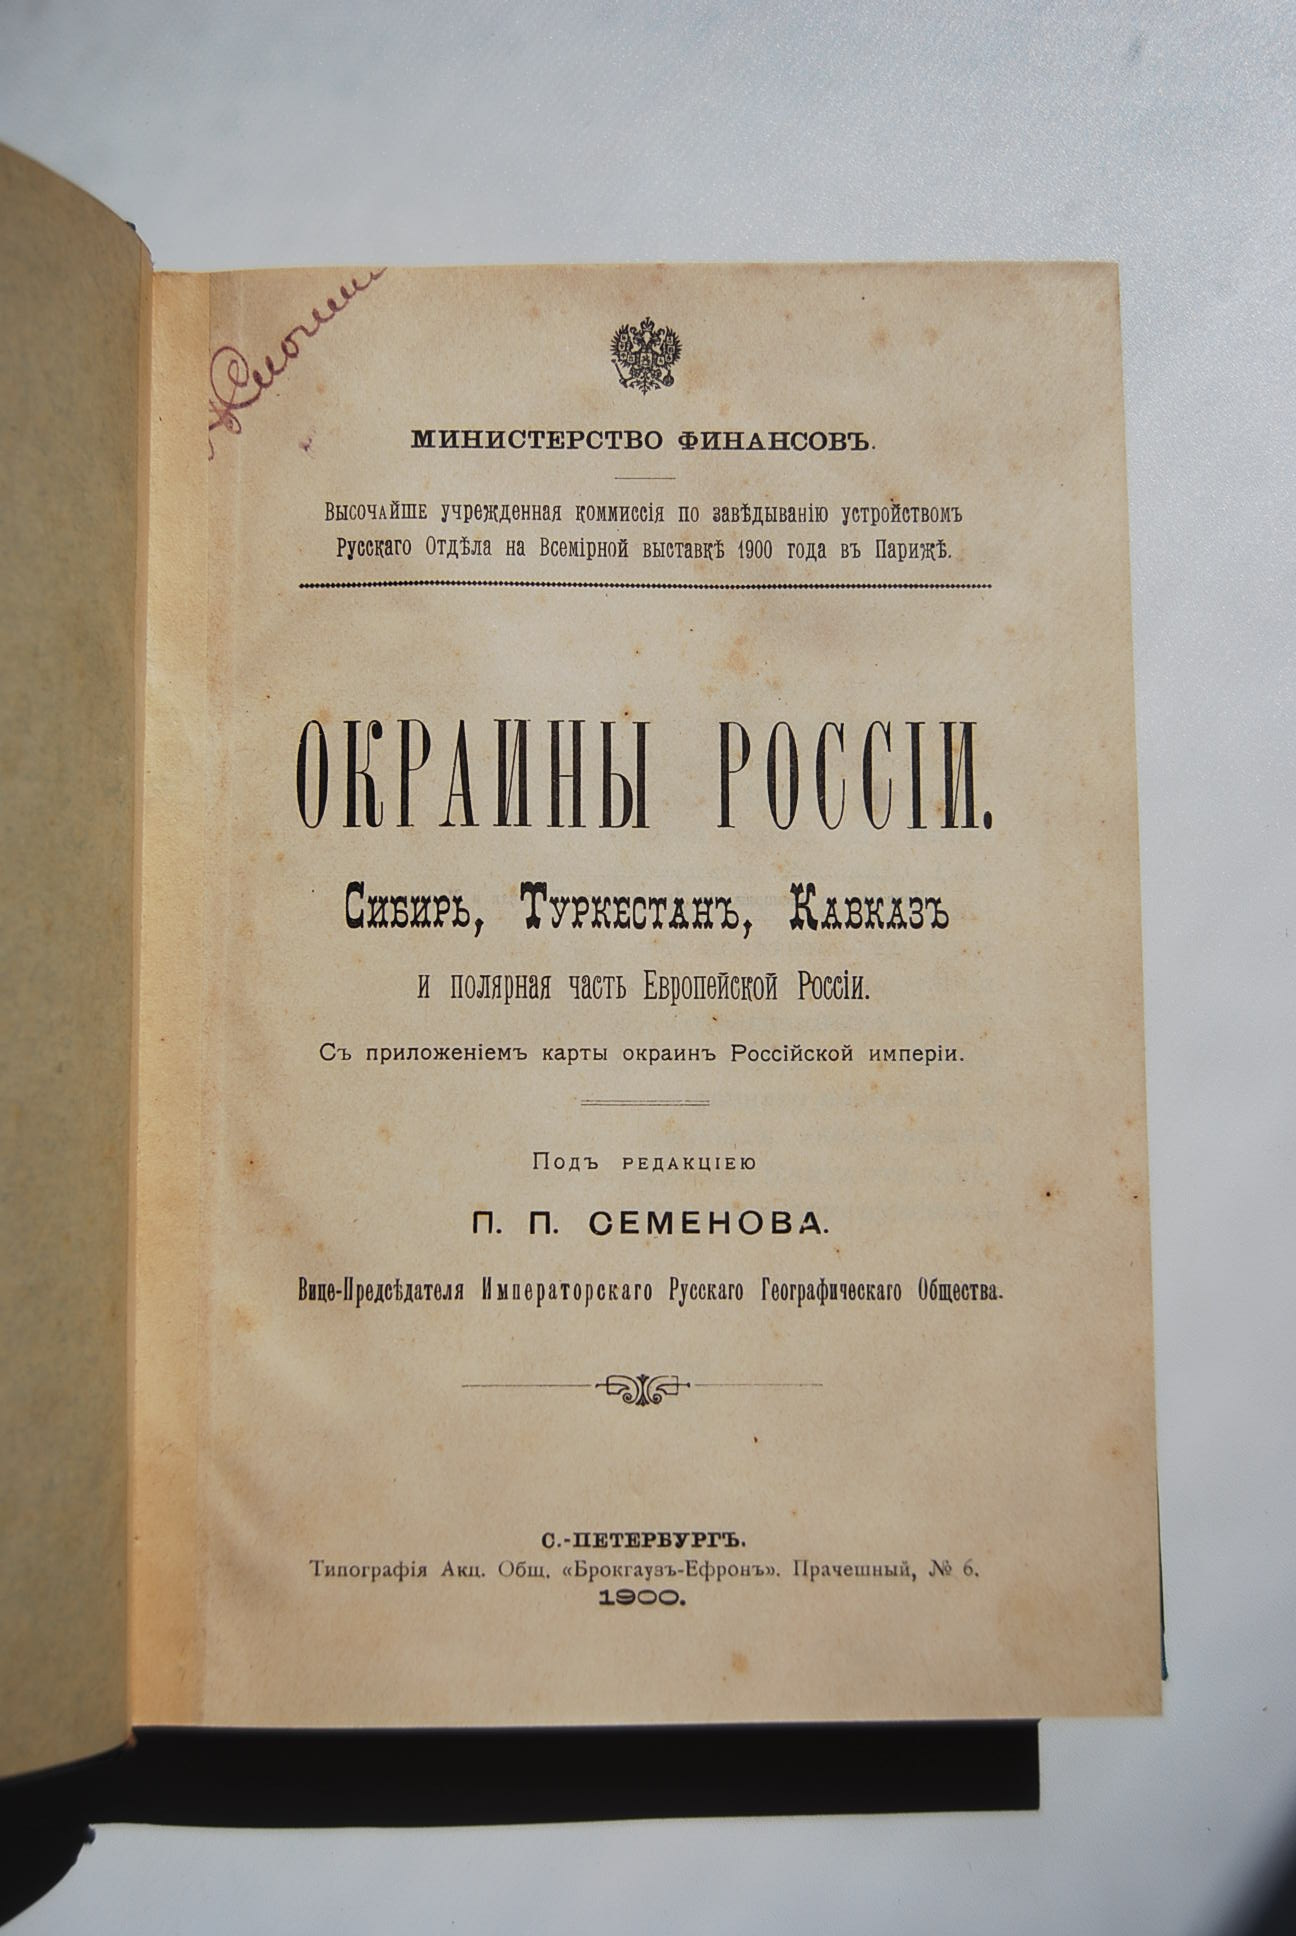 МИНИСТЕРСТВО ФИНАНСОВЪ.
ВЫСОЧАЙШЕ учрежденная коммиссія по завѣдыванію устройствомъ
Русскаго Отдѣла на Всемірной выставкѣ 1900 года въ Парижѣ.
ОКРАИНЫ РОССІИ.
СИБИРЬ, ТУРКЕСТАНЪ, КАВКАЗЪ
и полярная часть Европейской Россіи.
Съ приложеніемъ карты окраинъ Россійской имперіи.
ПОДЪ РЕДАКЦІЕЮ
П. П. СЕМЕНОВА.
Вице-Предсѣдателя Императорскаго Русскаго Географическаго Общества.
С.-ПЕТЕРБУРГЪ.
Типографія Акц. Общ. «Брокгаузъ-Ефронъ». Прачешный, № 6.
1900.